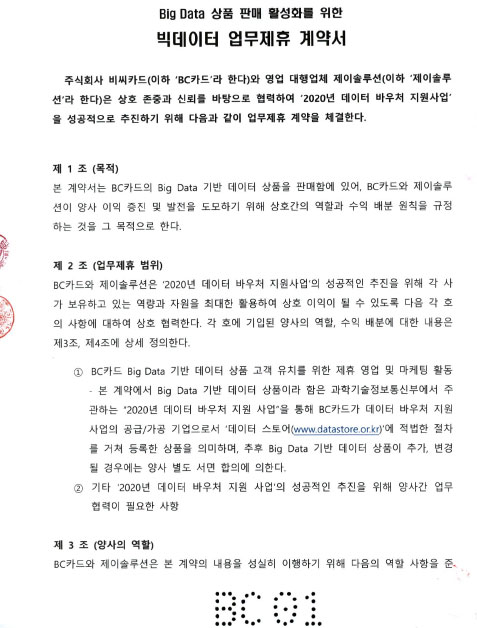 Big Data 상품 판매 활성화를 위한
빅데이터 업무제휴 계약서
주식회사 비씨카드(이하 'BC카드'라 한다)와 영업 대행업체 제이솔루션(이하 '제이솔루
션'라 한다)은 상호 존중과 신뢰를 바탕으로 협력하여 '2020년 데이터 바우처 지원사업'
을 성공적으로 추진하기 위해 다음과 같이 업무제휴 계약을 체결한다.
제 1 조 (목적)
본 계약서는 BC카드의 Big Data 기반 데이터 상품을 판매함에 있어, BC카드와 제이솔루
션이 양사 이익 증진 및 발전을 도모하기 위해 상호간의 역할과 수익 배분 원칙을 규정
하는 것을 그 목적으로 한다.
제 2 조 (업무제휴 범위)
BC카드와 제이솔루션은 '2020년 데이터 바우처 지원사업'의 성공적인 추진을 위해 각 사
가 보유하고 있는 역량과 자원을 최대한 활용하여 상호 이익이 될 수 있도록 다음 각 호
의 사항에 대하여 상호 협력한다. 각 호에 기입된 양사의 역할, 수익 배분에 대한 내용은
제3조, 제4조에 상세 정의한다.
① BC카드 Big Data 기반 데이터 상품 고객 유치를 위한 제휴 영업 및 마케팅 활동
- 본 계약에서 Big Data 기반 데이터 상품이라 함은 과학기술정보통신부에서 주
관하는 "2020년 데이터 바우처 지원 사업"을 통해 BC카드가 데이터 바우처 지원
사업의 공급/가공 기업으로서 '데이터 스토어(www.datastore.or.kr)'에 적법한 절차
를 거쳐 등록한 상품을 의미하며, 추후 Big Data 기반 데이터 상품이 추가, 변경
될 경우에는 양사 별도 서면 합의에 의한다.
② 기타 '2020년 데이터 바우처 지원 사업'의 성공적인 추진을 위해 양사간 업무
협력이 필요한 사항
제 3 조 (양사의 역할)
BC카드와 제이솔루션은 본 계약의 내용을 성실히 이행하기 위해 다음의 역할 사항을 준
BC 01